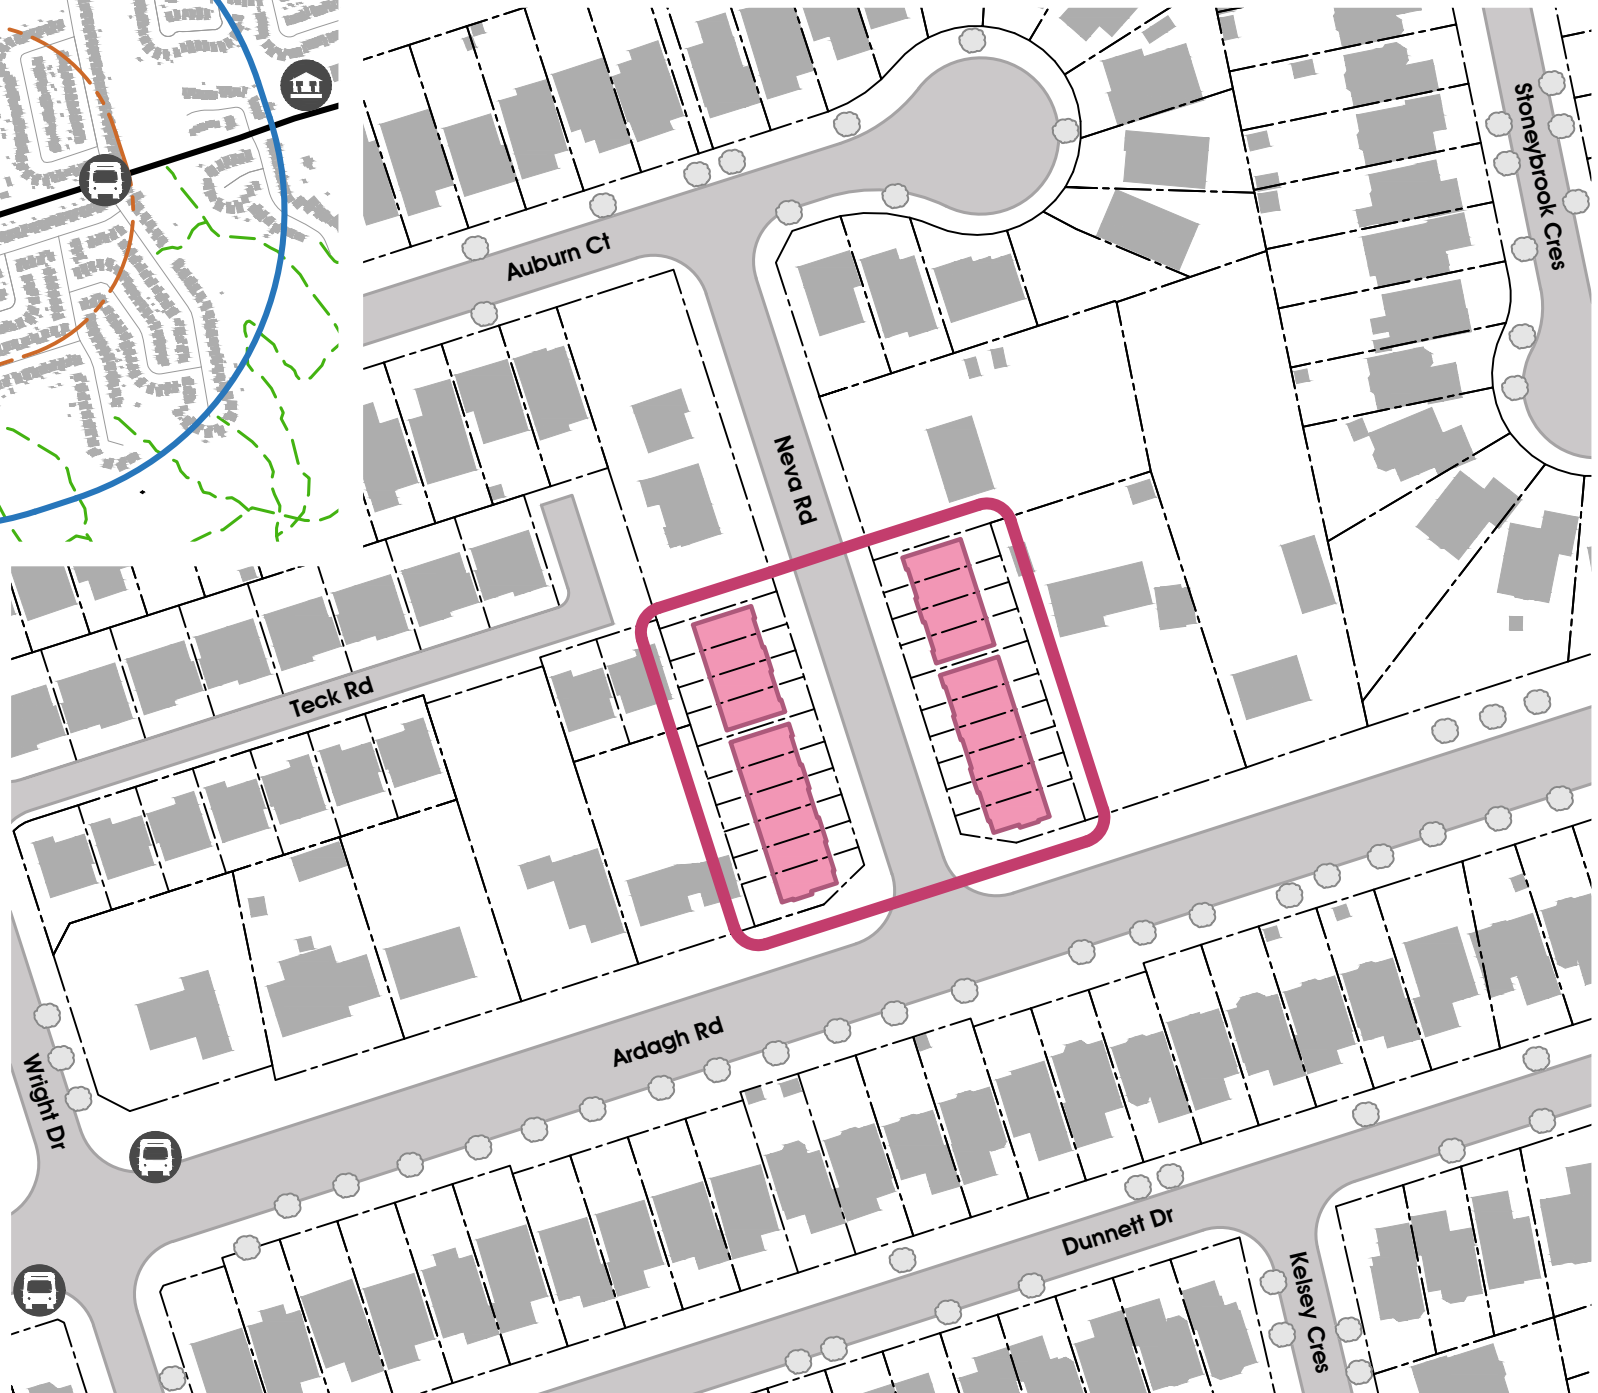 Stoneybrook Cres
Auburn Ct
Neva Rd
Teck Rd
Ardagh Rd
Wright Dr
Dunnett Dr
Kelsey Cres